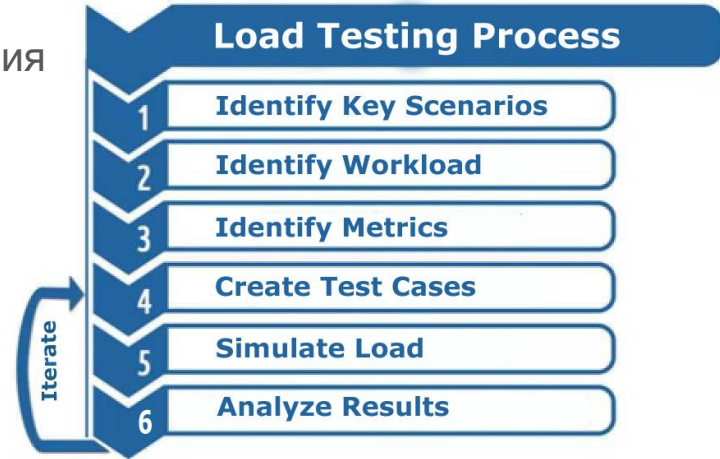 ия
Load Testing Process
1 Identify Key Scenarios
2 Identify Workload
3 Identify Metrics
4 Create Test Cases
5 Simulate Load
6 Analyze Results
Iterate